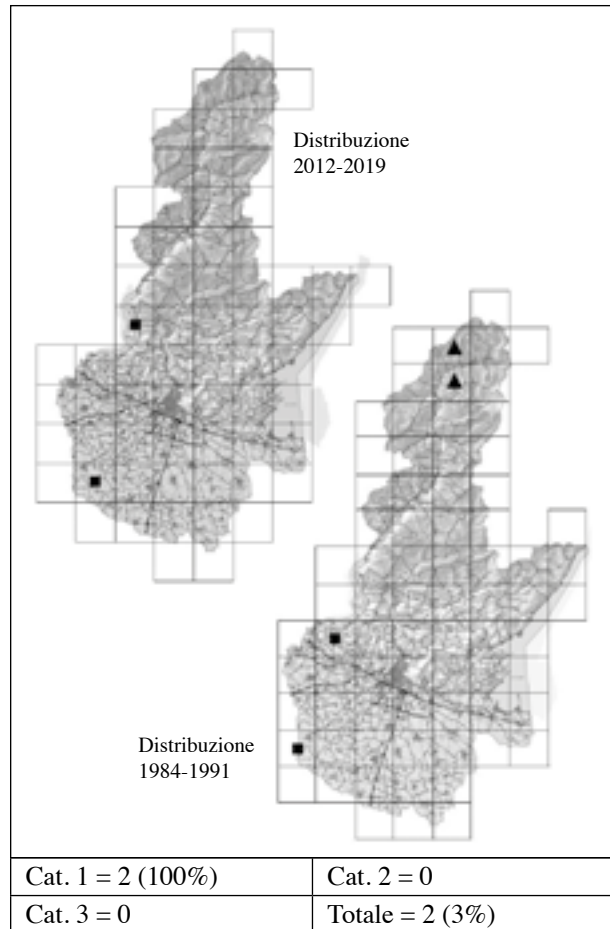 Distribuzione
2012-2019
Distribuzione
1984-1991
Cat. 1 = 2 (100%) Cat. 2 = 0
Cat. 3 = 0 Totale = 2 (3%)